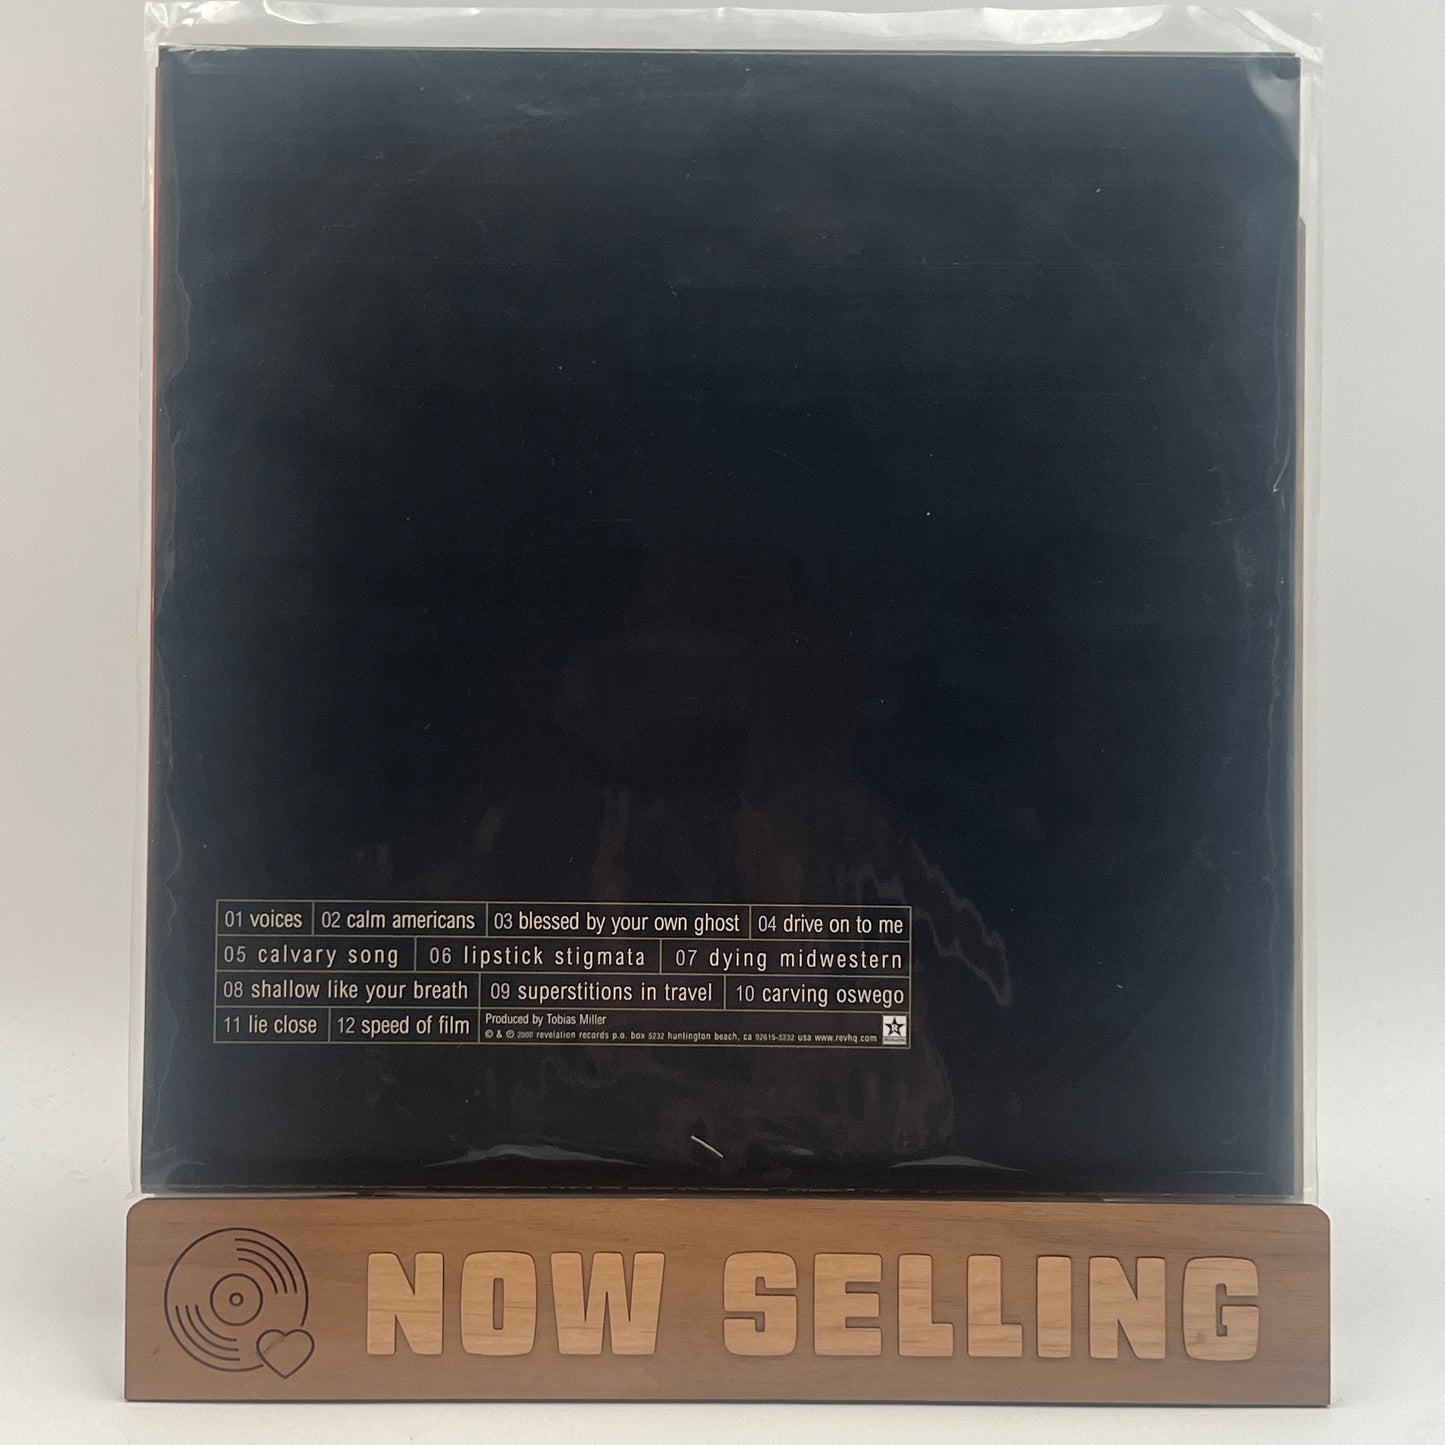 01 voices 02 calm americans 03 blessed by your own ghost 04 drive on to me
05 calvary song 06 lipstick stigmata 07 dying midwestern
08 shallow like your breath 09 superstitions in travel 10 carving oswego
11 lie close 12 speed of film
Produced by Tobias Miller
© & ℗ 2000 revelation records p.o. box 5232 huntington beach, ca 92615-5232 usa www.revhq.com
R
NOW SELLING